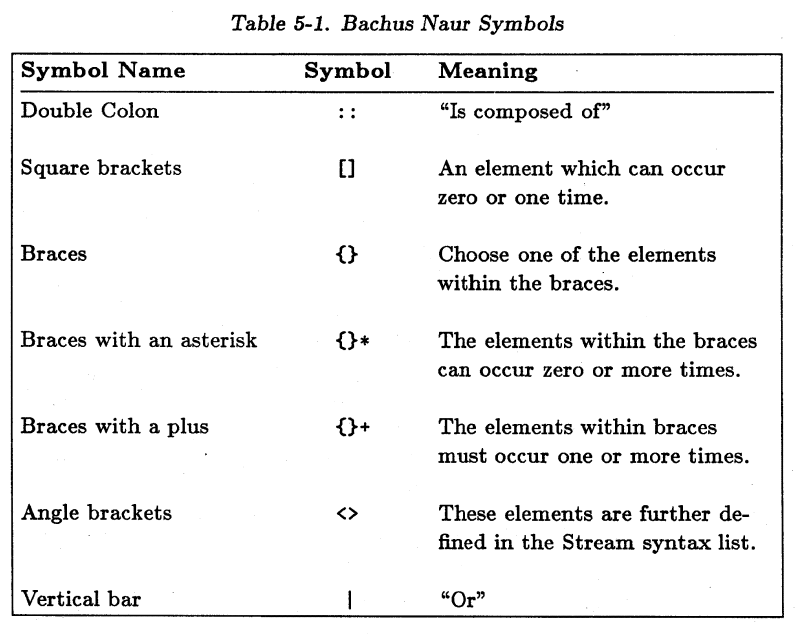 Table 5-1. Bachus Naur Symbols
Symbol Name Symbol Meaning
Double Colon :: “Is composed of”
Square brackets [] An element which can occur
zero or one time.
Braces {} Choose one of the elements
within the braces.
Braces with an asterisk {}* The elements within the braces
can occur zero or more times.
Braces with a plus {}+ The elements within braces
must occur one or more times.
Angle brackets <> These elements are further de-
fined in the Stream syntax list.
Vertical bar | “Or”